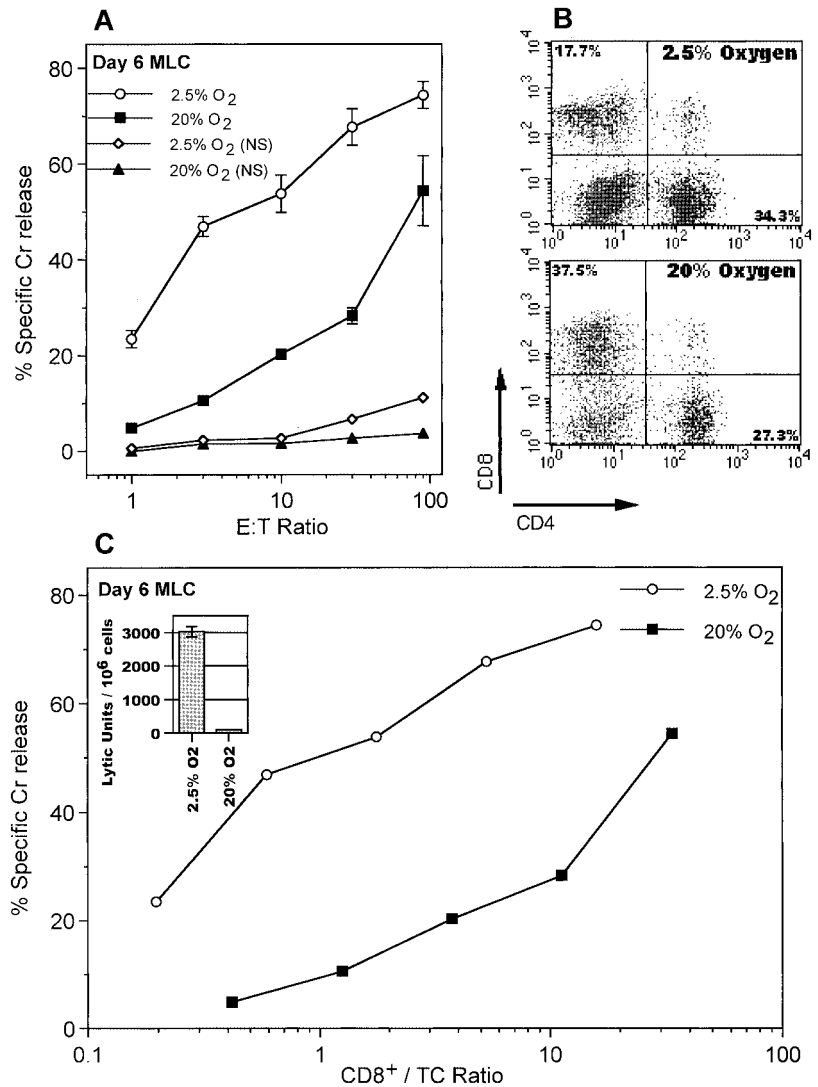 A
Day 6 MLC
2.5% O2
20% O2
2.5% O2 (NS)
20% O2 (NS)
80
60
40
20
0
% Specific Cr release
1
10
100
E:T Ratio
B
17.7%
2.5% Oxygen
34.3%
10^4
10^3
10^2
10^1
10^0
10^0
10^1
10^2
10^3
10^4
37.5%
20% Oxygen
27.3%
10^4
10^3
10^2
10^1
10^0
10^0
10^1
10^2
10^3
10^4
CD8
CD4
C
Day 6 MLC
2.5% O2
20% O2
80
60
40
20
0
% Specific Cr release
3000
2000
1000
0
Lytic Units / 10^6 cells
2.5% O2
20% O2
0.1
1
10
100
CD8+ / TC Ratio